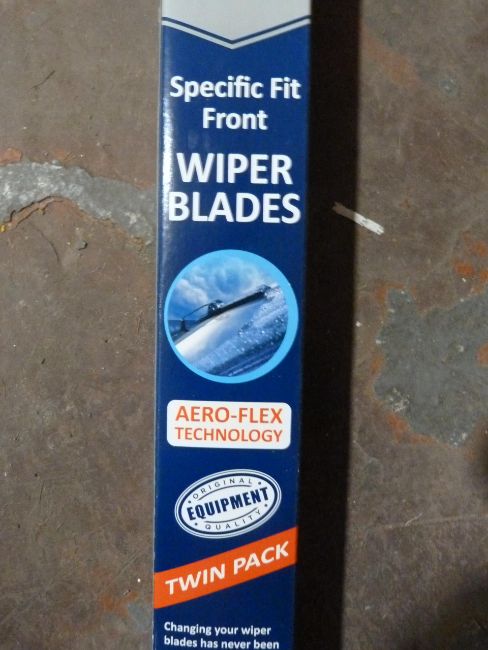 Specific Fit
Front
WIPER
BLADES
AERO-FLEX
TECHNOLOGY
ORIGINAL
EQUIPMENT
QUALITY
TWIN PACK
Changing your wiper
blades has never been